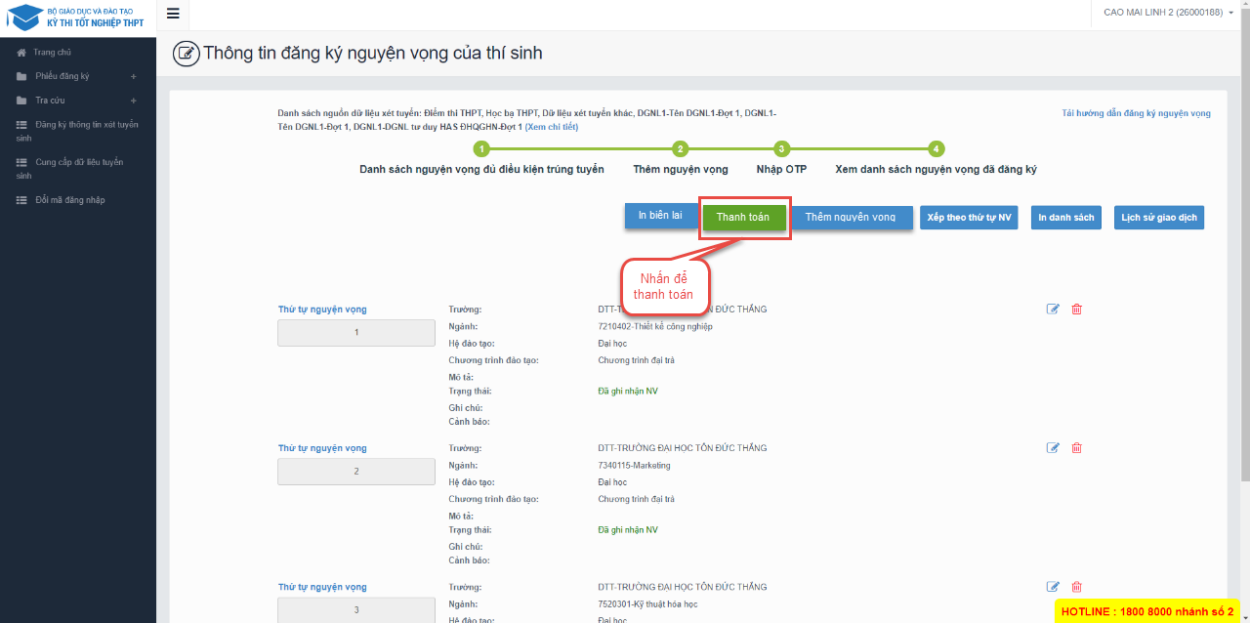 BỘ GIÁO DỤC VÀ ĐÀO TẠO
KỲ THI TỐT NGHIỆP THPT
CAO MAI LINH 2 (26000188)
Trang chủ
Phiếu đăng ký +
Tra cứu +
Đăng ký thông tin xét tuyển
sinh
Cung cấp dữ liệu tuyển
sinh
Đổi mã đăng nhập
Thông tin đăng ký nguyện vọng của thí sinh
Danh sách nguồn dữ liệu xét tuyển: Điểm thi THPT, Học bạ THPT, Dữ liệu xét tuyển khác, DGNL1-Tên DGNL1-Đợt 1, DGNL1-
Tên DGNL1-Đợt 1, DGNL1-DGNL tư duy HAS ĐHQGHN-Đợt 1 (Xem chi tiết)
Tải hướng dẫn đăng ký nguyện vọng
1 2 3 4
Danh sách nguyện vọng đủ điều kiện trúng tuyển Thêm nguyện vọng Nhập OTP Xem danh sách nguyện vọng đã đăng ký
In biên lai Thanh toán Thêm nguyện vọng Xếp theo thứ tự NV In danh sách Lịch sử giao dịch
Nhấn để
thanh toán
Thứ tự nguyện vọng
1
Trường: DTT-T N ĐỨC THẮNG
Ngành: 7210402-Thiết kế công nghiệp
Hệ đào tạo: Đại học
Chương trình đào tạo: Chương trình đại trà
Mô tả:
Trạng thái: Đã ghi nhận NV
Ghi chú:
Cảnh báo:
Thứ tự nguyện vọng
2
Trường: DTT-TRƯỜNG ĐẠI HỌC TÔN ĐỨC THẮNG
Ngành: 7340115-Marketing
Hệ đào tạo: Đại học
Chương trình đào tạo: Chương trình đại trà
Mô tả:
Trạng thái: Đã ghi nhận NV
Ghi chú:
Cảnh báo:
Thứ tự nguyện vọng
3
Trường: DTT-TRƯỜNG ĐẠI HỌC TÔN ĐỨC THẮNG
Ngành: 7520301-Kỹ thuật hóa học
Hệ đào tạo: Đại học
HOTLINE : 1800 8000 nhánh số 2